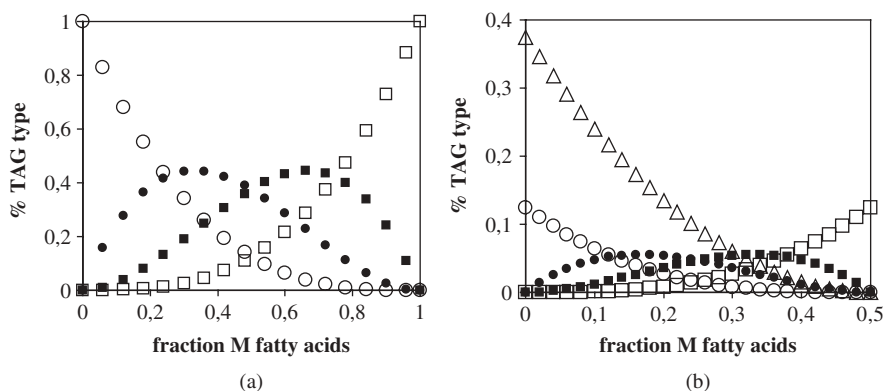 1
0,8
0,6
0,4
0,2
0
% TAG type
0 0,2 0,4 0,6 0,8 1
fraction M fatty acids
(a)
0,4
0,3
0,2
0,1
0
% TAG type
0 0,1 0,2 0,3 0,4 0,5
fraction M fatty acids
(b)